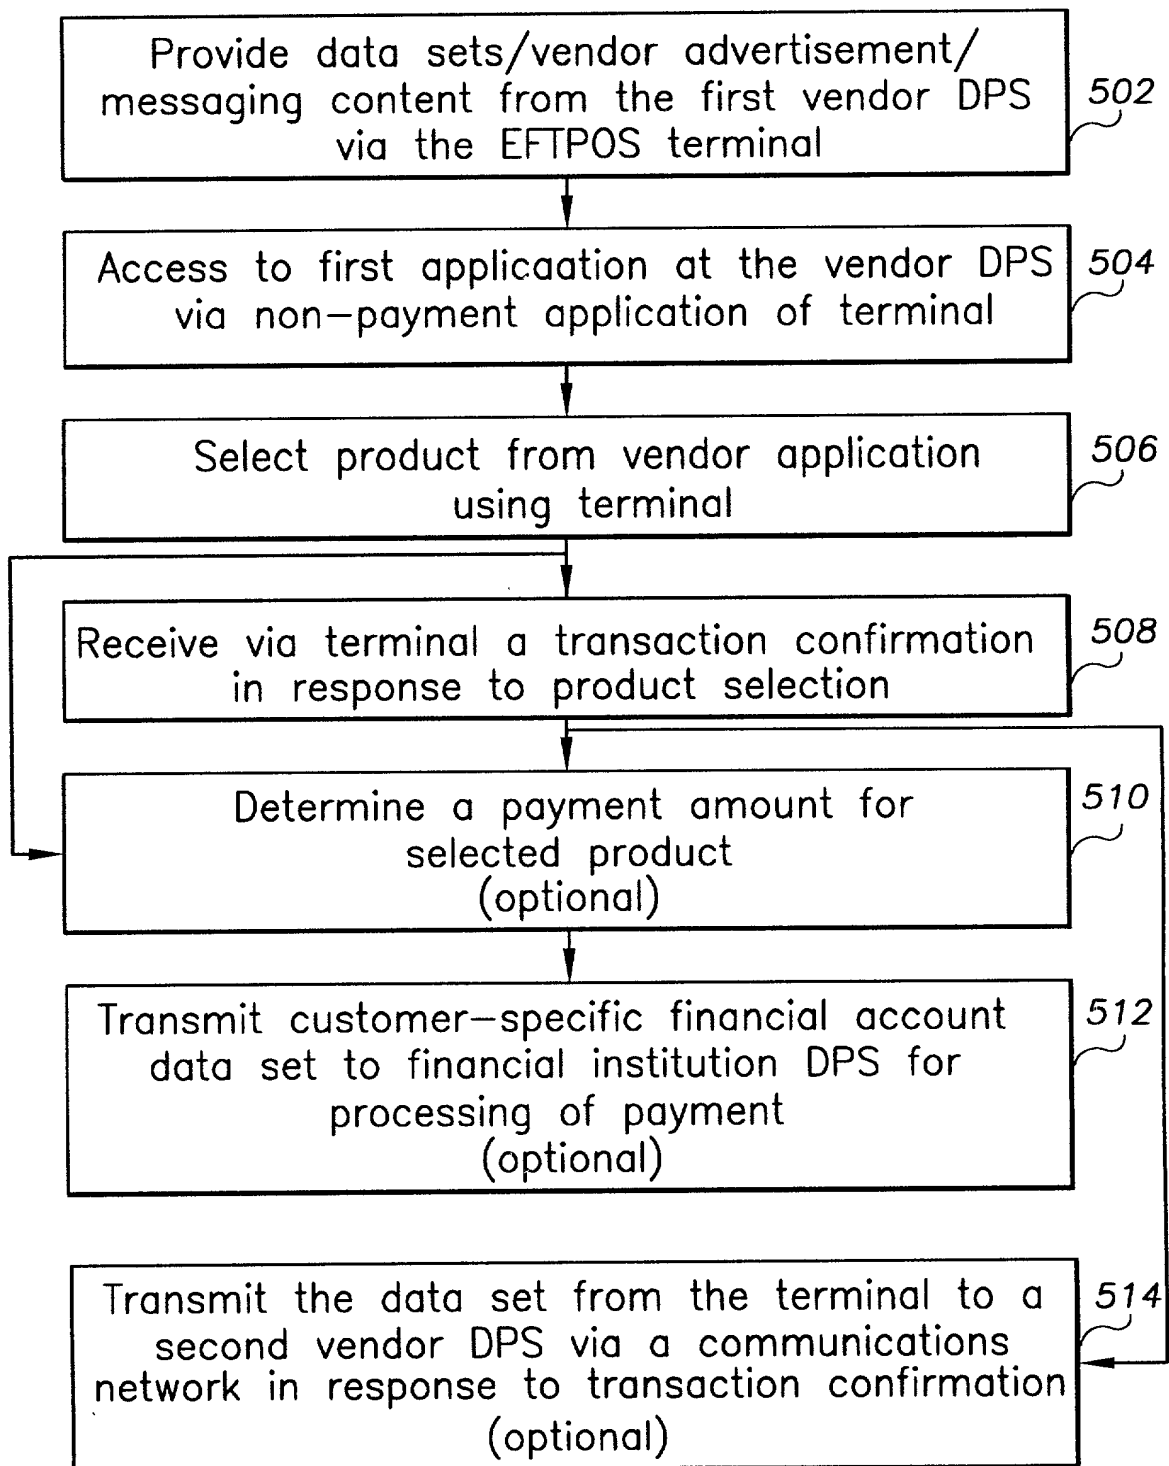 Provide data sets/vendor advertisement/
messaging content from the first vendor DPS
via the EFTPOS terminal
502
Access to first applicaation at the vendor DPS
via non-payment application of terminal
504
Select product from vendor application
using terminal
506
Receive via terminal a transaction confirmation
in response to product selection
508
Determine a payment amount for
selected product
(optional)
510
Transmit customer-specific financial account
data set to financial institution DPS for
processing of payment
(optional)
512
Transmit the data set from the terminal to a
second vendor DPS via a communications
network in response to transaction confirmation
(optional)
514